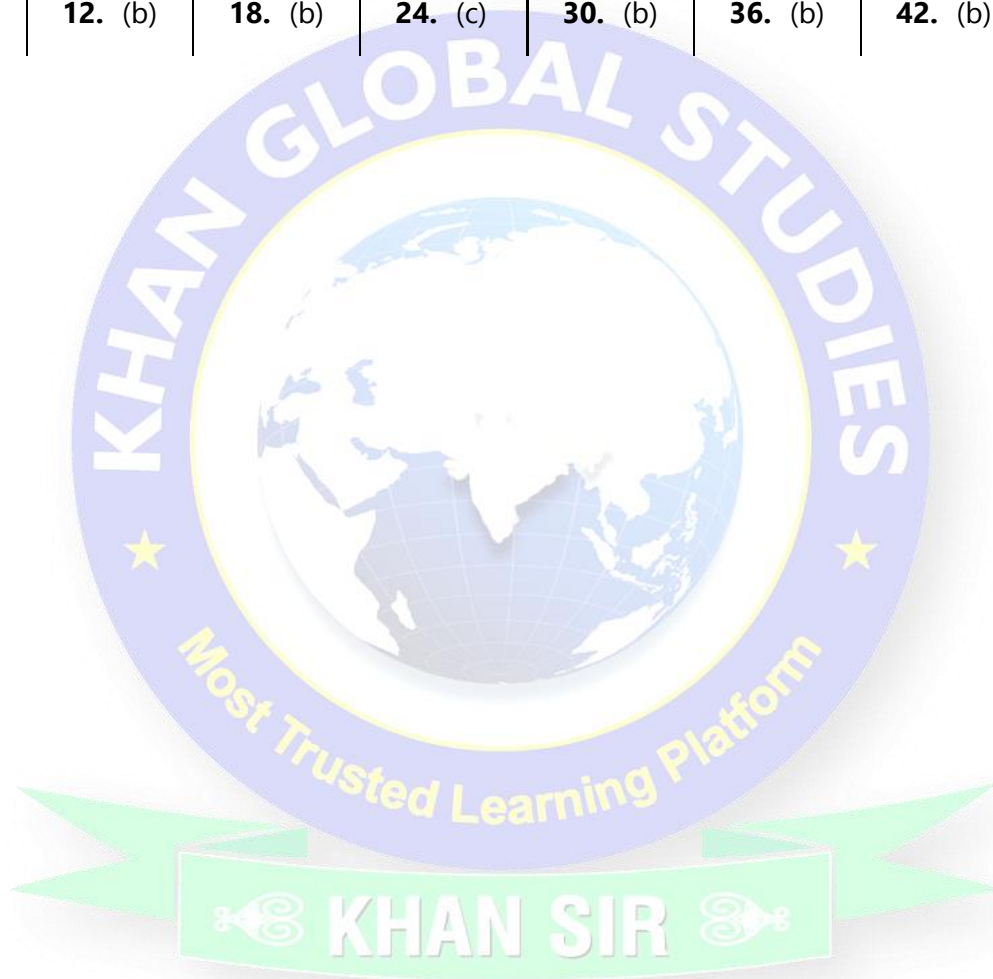 12. (b) 18. (b) 24. (c) 30. (b) 36. (b) 42. (b)
KHAN GLOBAL STUDIES
Most Trusted Learning Platform
KHAN SIR